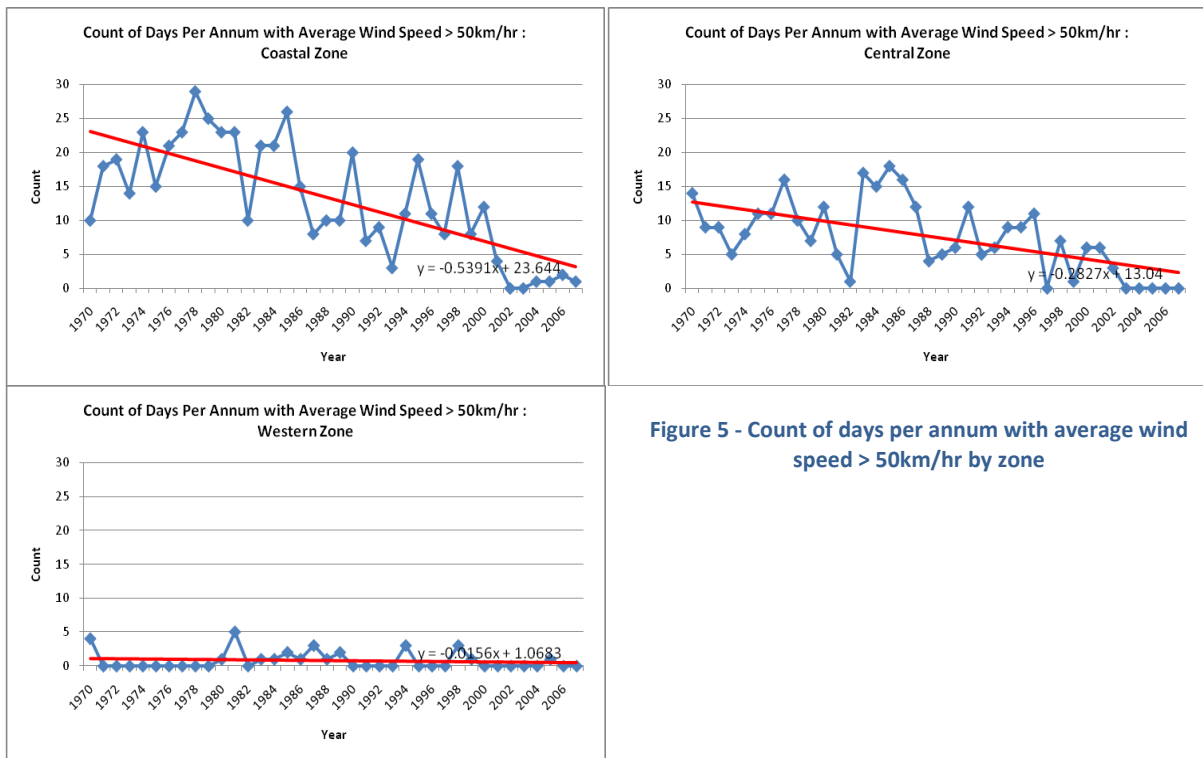 Count of Days Per Annum with Average Wind Speed > 50km/hr :
Coastal Zone
30
25
20
15
10
5
0
Count
y = -0.5391x + 23.644
1970 1972 1974 1976 1978 1980 1982 1984 1986 1988 1990 1992 1994 1996 1998 2000 2002 2004 2006
Year
Count of Days Per Annum with Average Wind Speed > 50km/hr :
Central Zone
30
25
20
15
10
5
0
Count
y = -0.2827x + 13.04
1970 1972 1974 1976 1978 1980 1982 1984 1986 1988 1990 1992 1994 1996 1998 2000 2002 2004 2006
Year
Count of Days Per Annum with Average Wind Speed > 50km/hr :
Western Zone
30
25
20
15
10
5
0
Count
y = -0.0156x + 1.0683
1970 1972 1974 1976 1978 1980 1982 1984 1986 1988 1990 1992 1994 1996 1998 2000 2002 2004 2006
Year
Figure 5 - Count of days per annum with average wind
speed > 50km/hr by zone